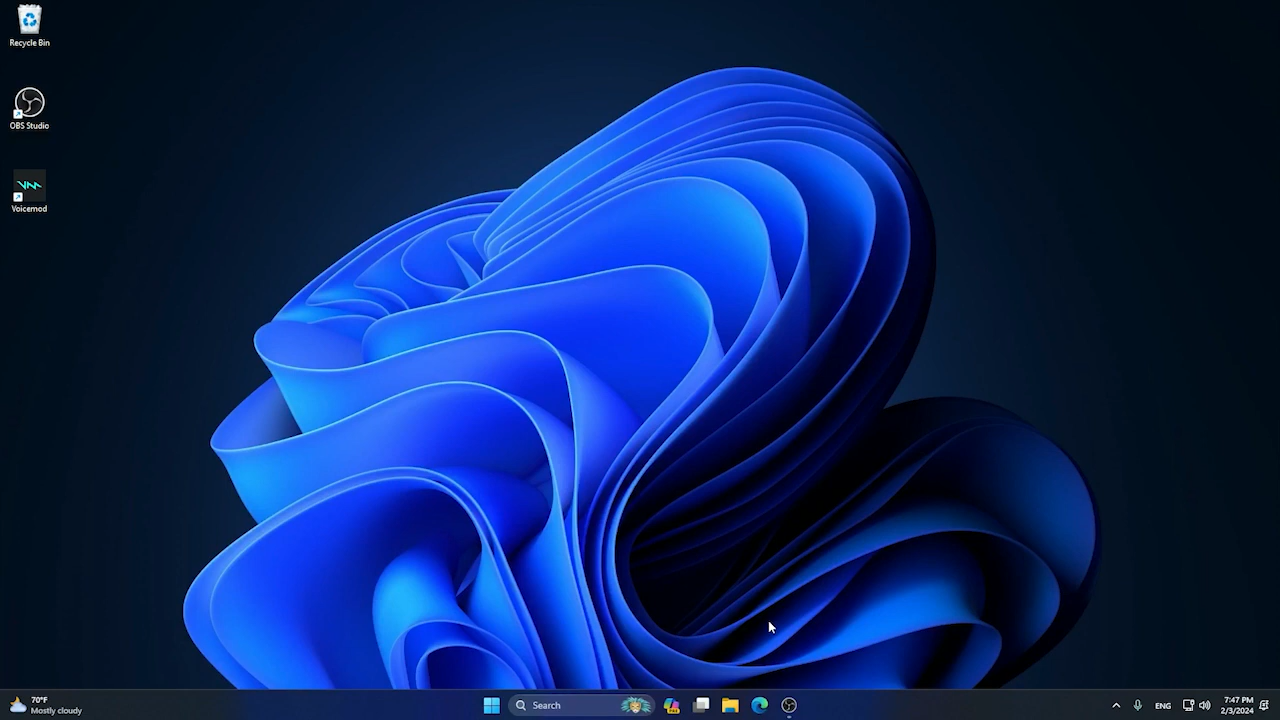 Recycle Bin
OBS Studio
Voicemod
70°F
Mostly cloudy
Search
ENG
7:47 PM
2/3/2024